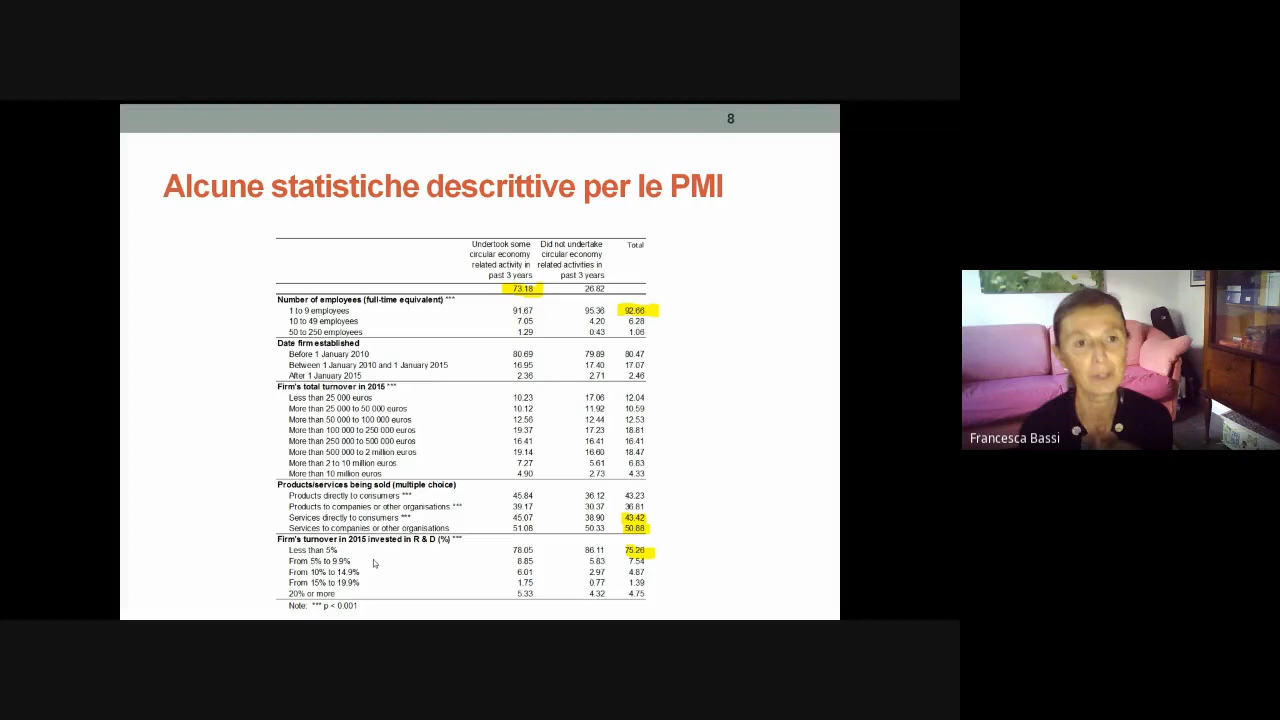 8
Alcune statistiche descrittive per le PMI
Undertook some Did not undertake Total
circular economy circular economy
related activity in related activities in
past 3 years past 3 years
73.18 26.82
Number of employees (full-time equivalent) ***
1 to 9 employees 91.67 95.36 92.66
10 to 49 employees 7.05 4.20 6.28
50 to 250 employees 1.29 0.43 1.06
Date firm established
Before 1 January 2010 80.69 79.89 80.47
Between 1 January 2010 and 1 January 2015 16.95 17.40 17.07
After 1 January 2015 2.36 2.71 2.46
Firm's total turnover in 2015 ***
Less than 25 000 euros 10.23 17.06 12.04
More than 25 000 to 50 000 euros 10.12 11.92 10.59
More than 50 000 to 100 000 euros 12.56 12.44 12.53
More than 100 000 to 250 000 euros 19.37 17.23 18.81
More than 250 000 to 500 000 euros 16.41 16.41 16.41
More than 500 000 to 2 million euros 19.14 16.60 18.47
More than 2 to 10 million euros 7.27 5.61 6.83
More than 10 million euros 4.90 2.73 4.33
Products/services being sold (multiple choice)
Products directly to consumers *** 45.84 36.12 43.23
Products to companies or other organisations *** 39.17 30.37 36.81
Services directly to consumers *** 45.07 38.90 43.42
Services to companies or other organisations 51.08 50.33 50.88
Firm's turnover in 2015 invested in R & D (%) ***
Less than 5% 78.05 86.11 75.26
From 5% to 9.9% 8.85 5.83 7.54
From 10% to 14.9% 6.01 2.97 4.87
From 15% to 19.9% 1.75 0.77 1.39
20% or more 5.33 4.32 4.75
Note: *** p < 0.001
Francesca Bassi